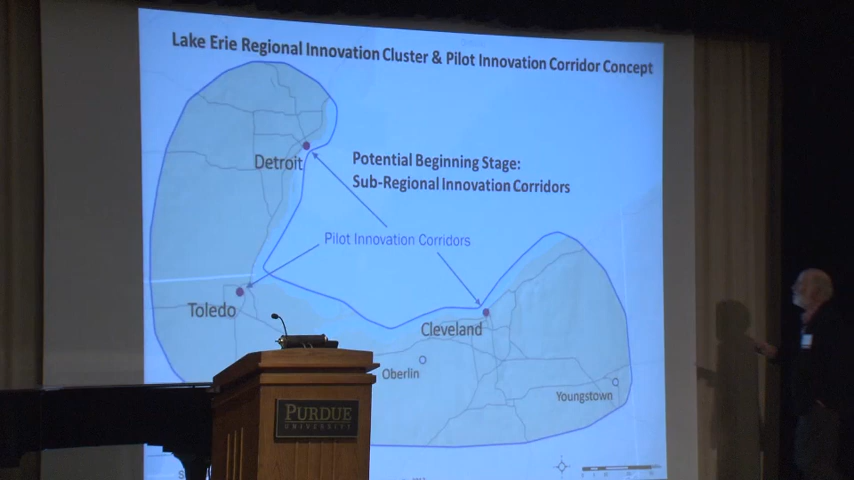 Lake Erie Regional Innovation Cluster & Pilot Innovation Corridor Concept
Detroit
Potential Beginning Stage:
Sub-Regional Innovation Corridors
Pilot Innovation Corridors
Toledo
Cleveland
Oberlin
Youngstown
PURDUE
UNIVERSITY